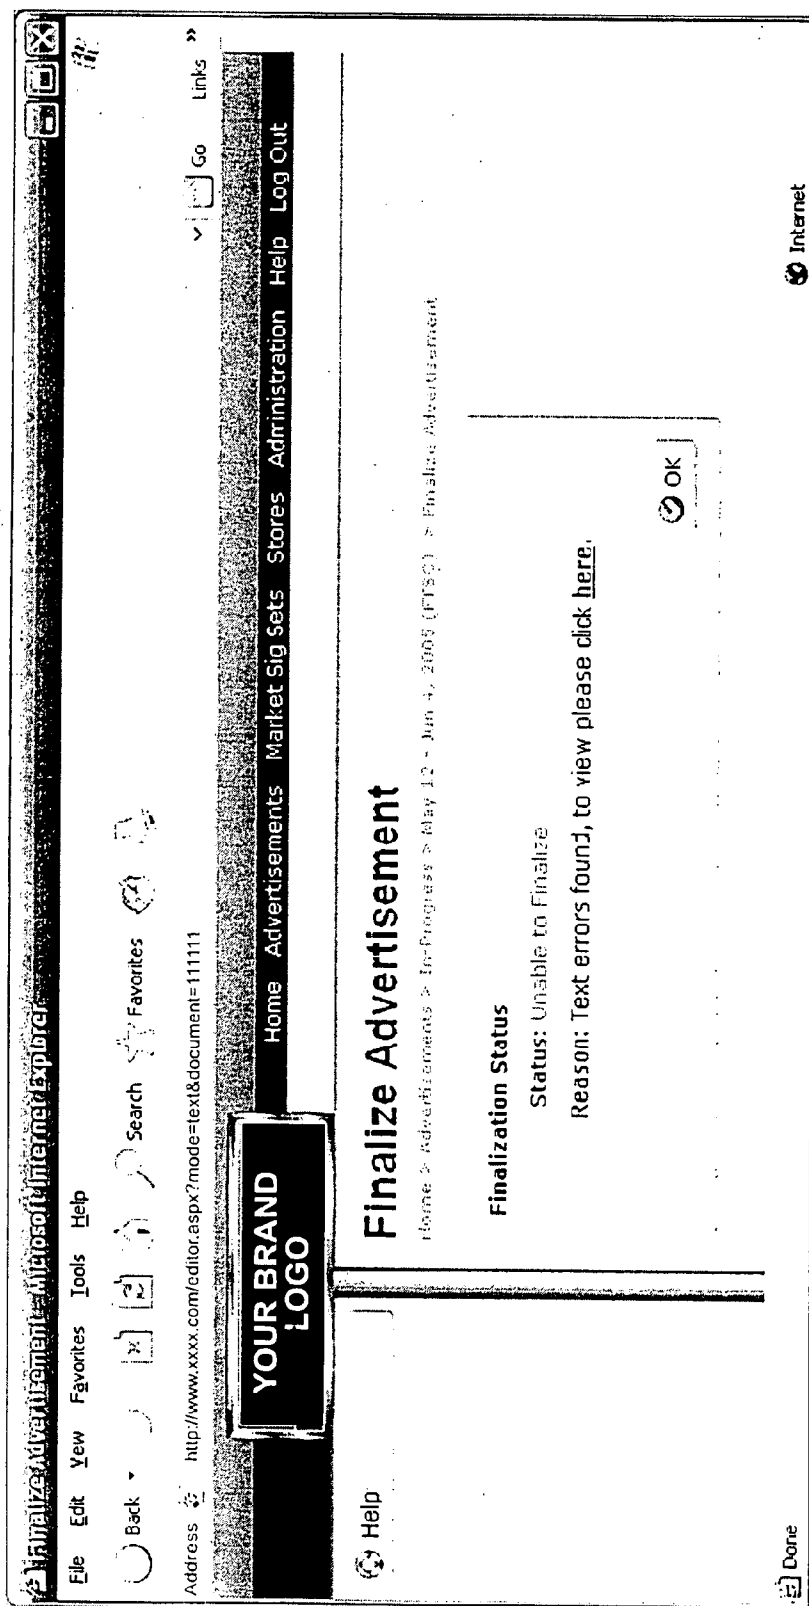 Finalize Advertisement - Microsoft Internet Explorer
File Edit View Favorites Tools Help
Back Search Favorites
Address http://www.xxxx.com/editor.aspx?mode=text&document=111111 Go Links »
YOUR BRAND
LOGO
Home Advertisements Market Sig Sets Stores Administration Help Log Out
Help
Finalize Advertisement
Home > Advertisements > In-Progress > May 12 - Jun 4, > Finalize Advertisement
Finalization Status
Status: Unable to Finalize
Reason: Text errors found, to view please click here.
OK
Done Internet